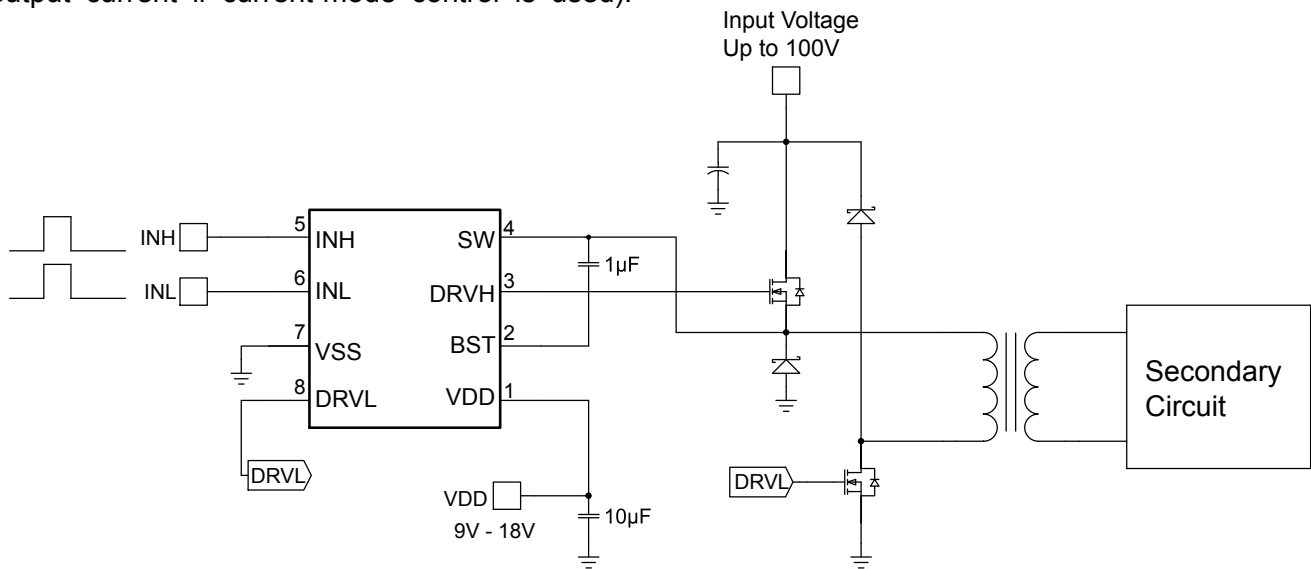 output current if current-mode control is used).
Input Voltage
Up to 100V
INH
5
INH
INL
6
INL
7
VSS
8
DRVL
SW
4
DRVH
3
BST
2
VDD
1
1µF
DRVL
VDD
9V - 18V
10µF
DRVL
Secondary
Circuit